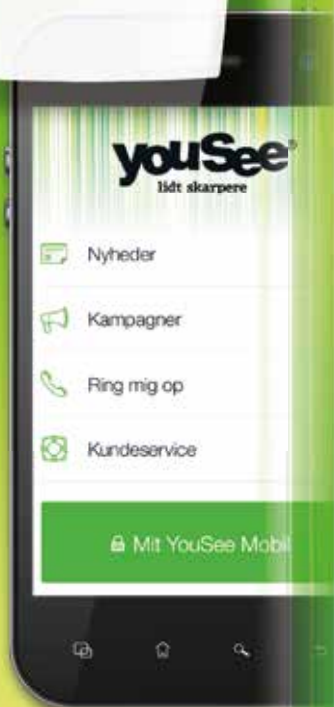 youSee®
lidt skarpere
Nyheder
Kampagner
Ring mig op
Kundeservice
Mit YouSee Mobil